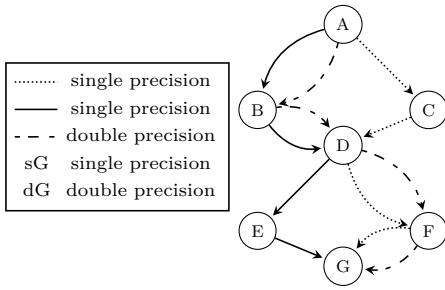 A
single precision
single precision
double precision
sG single precision
dG double precision
B
C
D
E
F
G